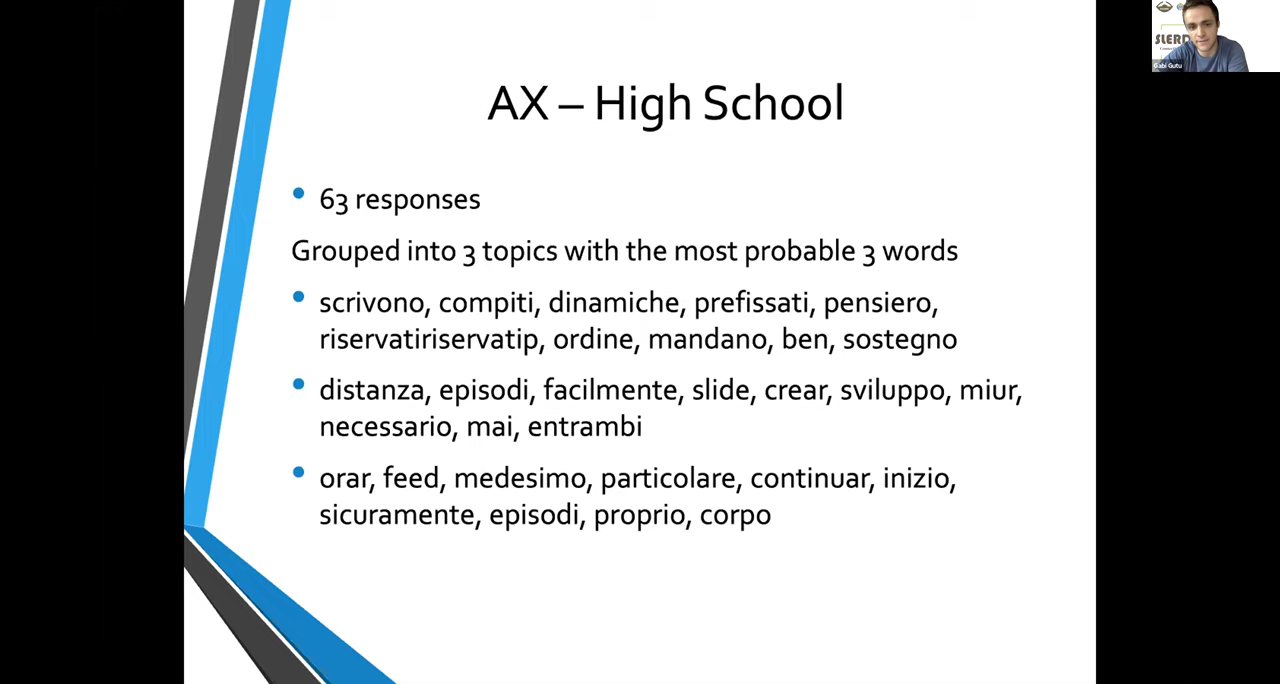 AX – High School
63 responses
Grouped into 3 topics with the most probable 3 words
scrivono, compiti, dinamiche, prefissati, pensiero,
riservatiriservatip, ordine, mandano, ben, sostegno
distanza, episodi, facilmente, slide, crear, sviluppo, miur,
necessario, mai, entrambi
orar, feed, medesimo, particolare, continuar, inizio,
sicuramente, episodi, proprio, corpo
Gabi Gutu